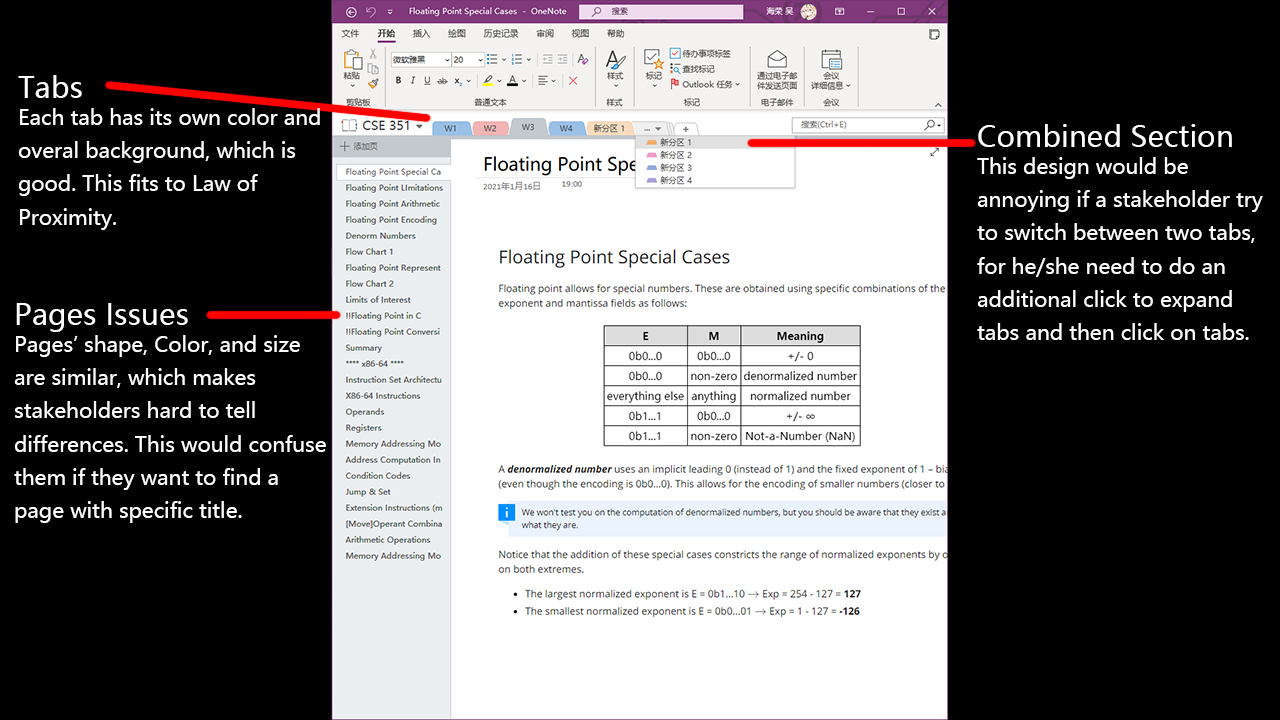 Floating Point Special Cases - OneNote
搜索
海荣 吴
文件 开始 插入 绘图 历史记录 审阅 视图 帮助
粘贴
剪贴板
微软雅黑 20
B I U ab x₂ A
普通文本
A
样式
样式
标记
待办事项标签
查找标记
Outlook 任务
标记
通过电子邮
件发送页面
电子邮件
会议
详细信息
会议
CSE 351 W1 W2 W3 W4 新分区 1 ... +
搜索(Ctrl+E)
新分区 1
新分区 2
新分区 3
新分区 4
添加页
Floating Point Special Ca
Floating Point LImitations
Floating Point Arithmetic
Floating Point Encoding
Denorm Numbers
Flow Chart 1
Floating Point Represent
Flow Chart 2
Limits of Interest
!!Floating Point in C
!!Floating Point Conversi
Summary
**** x86-64 ****
Instruction Set Architectu
X86-64 Instructions
Operands
Registers
Memory Addressing Mo
Address Computation In
Condition Codes
Jump & Set
Extension Instructions (m
[Move]Operant Combina
Arithmetic Operations
Memory Addressing Mo
Floating Point Spe
2021年1月16日 19:00
Floating Point Special Cases
Floating point allows for special numbers. These are obtained using specific combinations of the
exponent and mantissa fields as follows:
E M Meaning
0b0...0 0b0...0 +/- 0
0b0...0 non-zero denormalized number
everything else anything normalized number
0b1...1 0b0...0 +/- ∞
0b1...1 non-zero Not-a-Number (NaN)
A denormalized number uses an implicit leading 0 (instead of 1) and the fixed exponent of 1 – bia
(even though the encoding is 0b0...0). This allows for the encoding of smaller numbers (closer to
i
We won't test you on the computation of denormalized numbers, but you should be aware that they exist a
what they are.
Notice that the addition of these special cases constricts the range of normalized exponents by o
on both extremes.
• The largest normalized exponent is E = 0b1...10 → Exp = 254 - 127 = 127
• The smallest normalized exponent is E = 0b0...01 → Exp = 1 - 127 = -126
Tabs
Each tab has its own color and
overal background, which is
good. This fits to Law of
Proximity.
Pages Issues
Pages’ shape, Color, and size
are similar, which makes
stakeholders hard to tell
differences. This would confuse
them if they want to find a
page with specific title.
Combined Section
This design would be
annoying if a stakeholder try
to switch between two tabs,
for he/she need to do an
additional click to expand
tabs and then click on tabs.